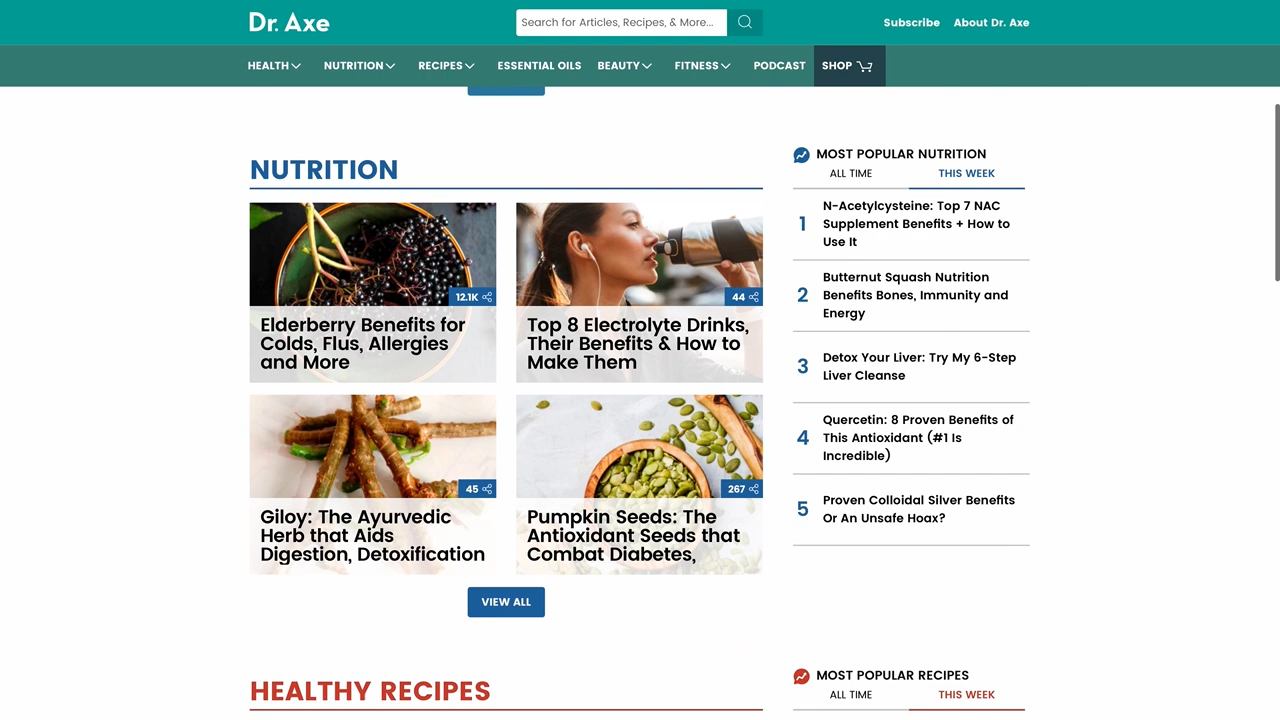 Dr. Axe
Search for Articles, Recipes, & More...
Subscribe
About Dr. Axe
HEALTH
NUTRITION
RECIPES
ESSENTIAL OILS
BEAUTY
FITNESS
PODCAST
SHOP
NUTRITION
12.1K
Elderberry Benefits for
Colds, Flus, Allergies
and More
44
Top 8 Electrolyte Drinks,
Their Benefits & How to
Make Them
45
Giloy: The Ayurvedic
Herb that Aids
Digestion, Detoxification
267
Pumpkin Seeds: The
Antioxidant Seeds that
Combat Diabetes,
VIEW ALL
MOST POPULAR NUTRITION
ALL TIME
THIS WEEK
1
N-Acetylcysteine: Top 7 NAC
Supplement Benefits + How to
Use It
2
Butternut Squash Nutrition
Benefits Bones, Immunity and
Energy
3
Detox Your Liver: Try My 6-Step
Liver Cleanse
4
Quercetin: 8 Proven Benefits of
This Antioxidant (#1 Is
Incredible)
5
Proven Colloidal Silver Benefits
Or An Unsafe Hoax?
HEALTHY RECIPES
MOST POPULAR RECIPES
ALL TIME
THIS WEEK